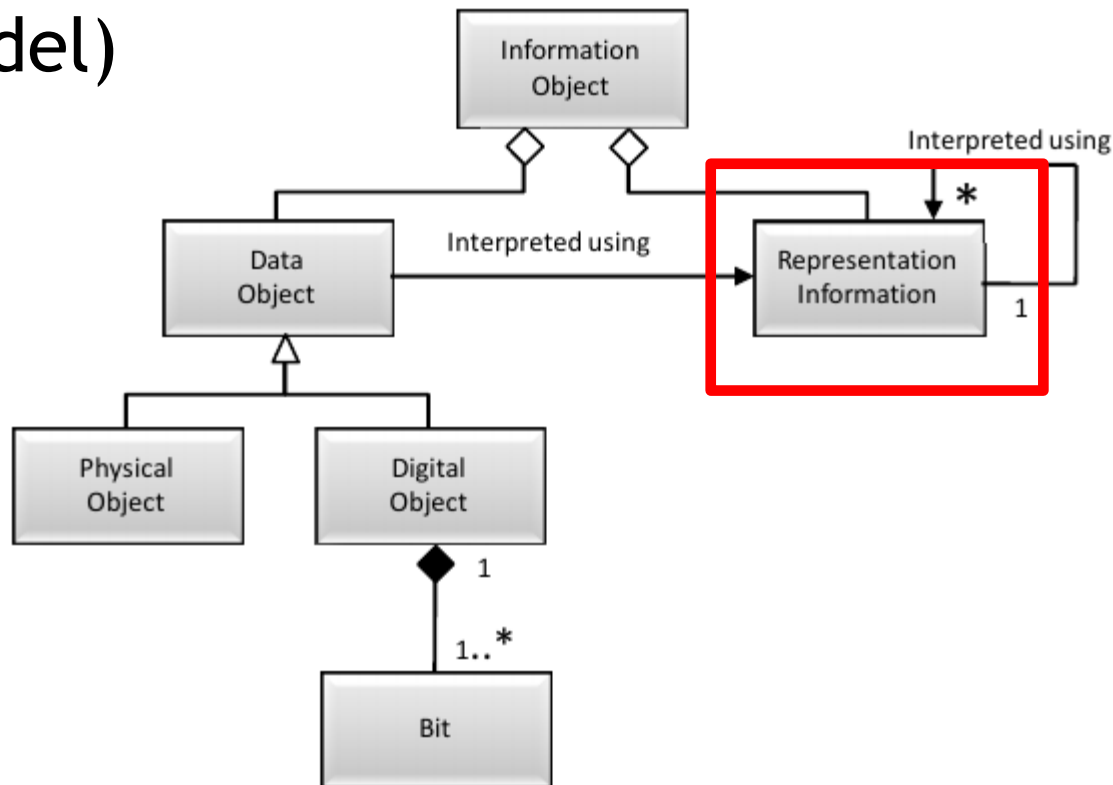 del)
Information
Object
Interpreted using
*
Data
Object
Interpreted using
Representation
Information
1
Physical
Object
Digital
Object
1
1..*
Bit